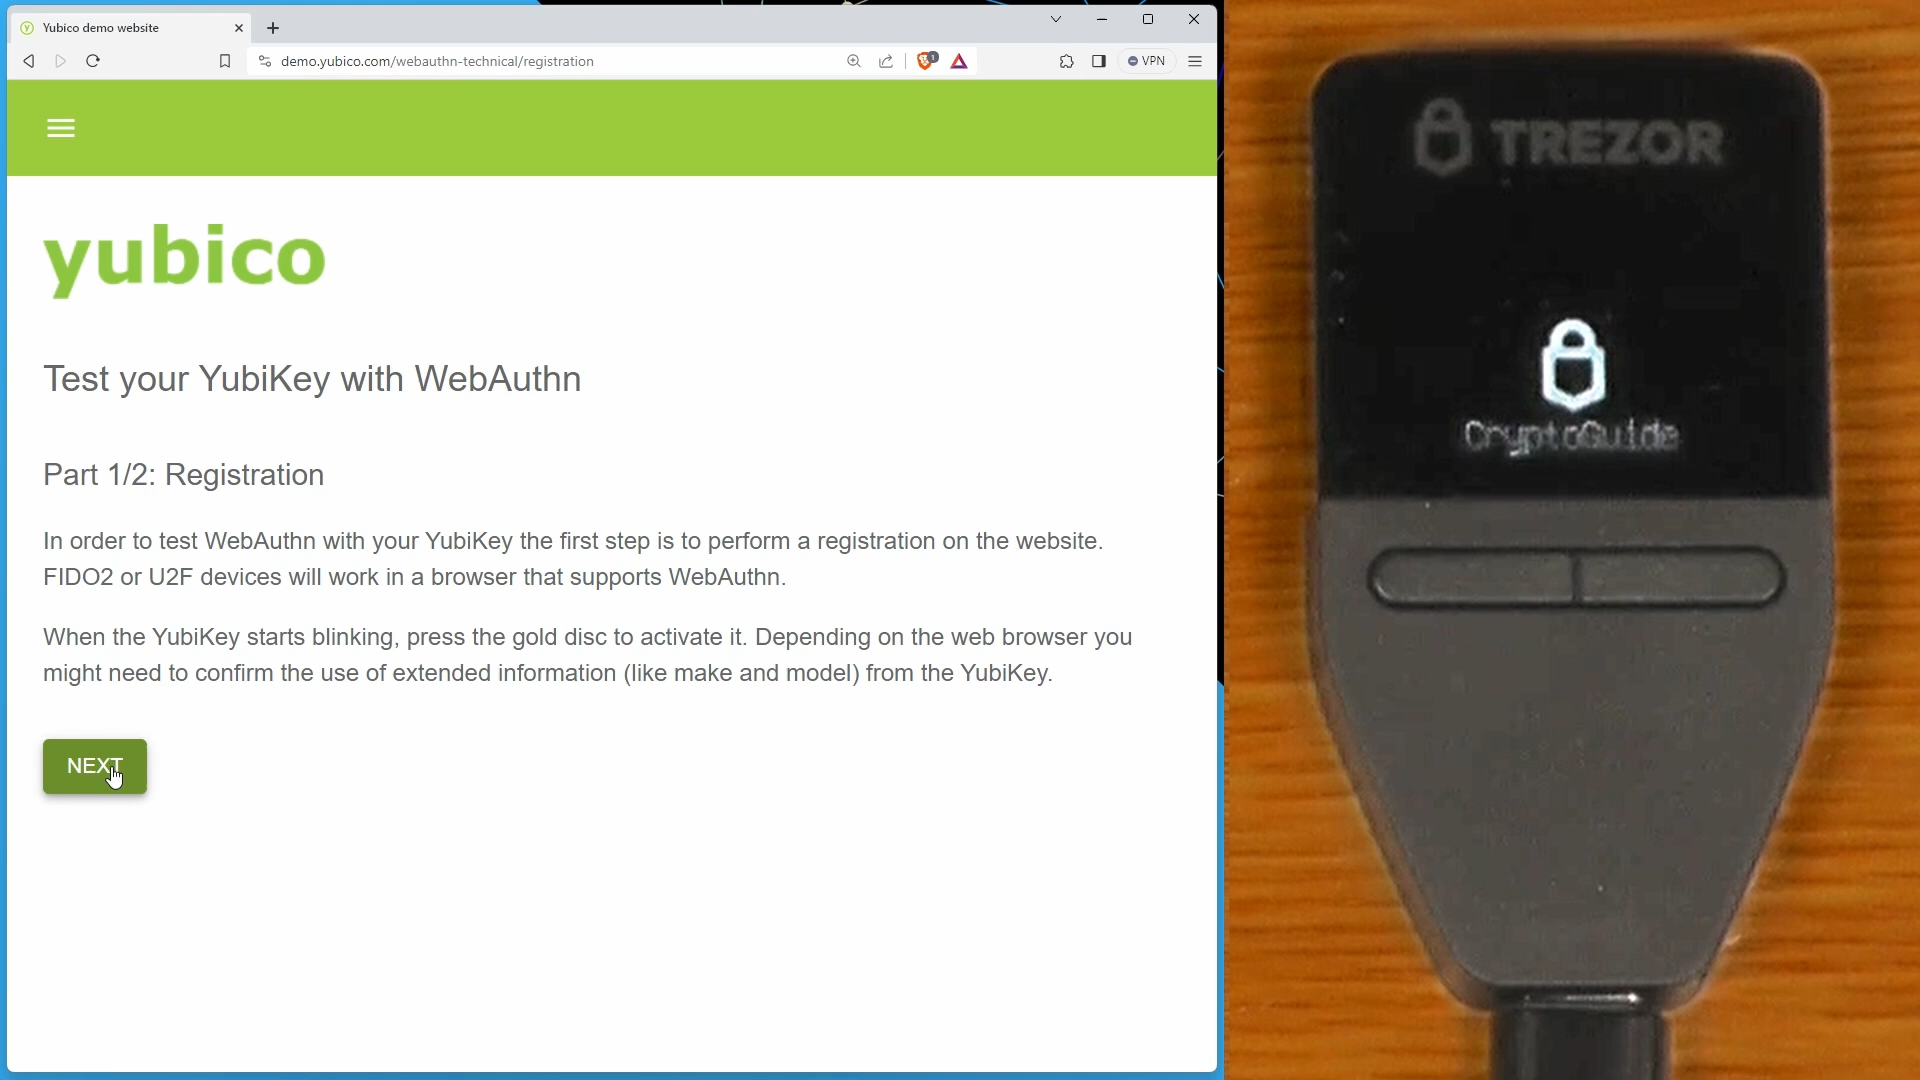 Yubico demo website
demo.yubico.com/webauthn-technical/registration
1
VPN
yubico
Test your YubiKey with WebAuthn
Part 1/2: Registration
In order to test WebAuthn with your YubiKey the first step is to perform a registration on the website.
FIDO2 or U2F devices will work in a browser that supports WebAuthn.
When the YubiKey starts blinking, press the gold disc to activate it. Depending on the web browser you
might need to confirm the use of extended information (like make and model) from the YubiKey.
NEXT
TREZOR
CryptoGuide